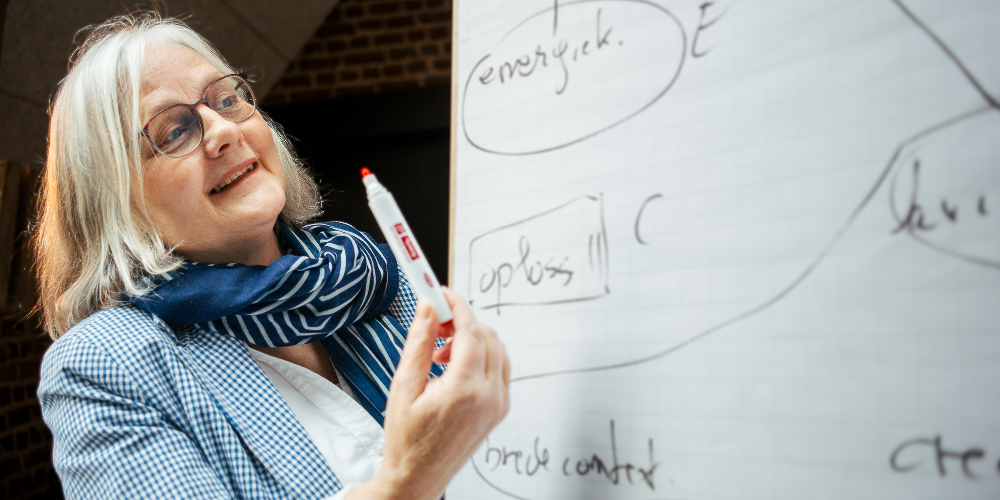 energiek.
E
oploss !!!
C
brede context.